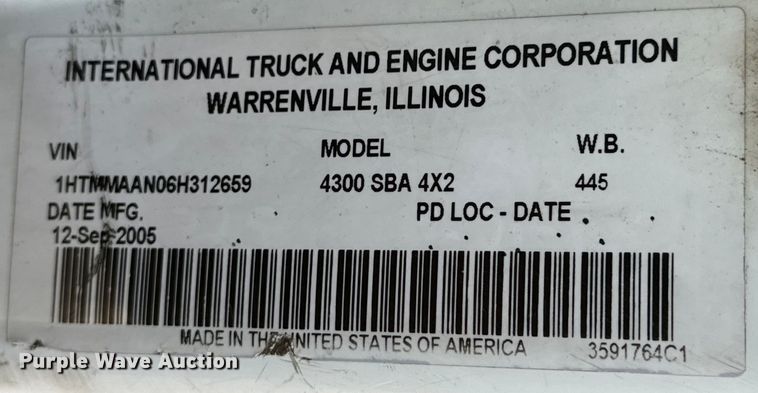 INTERNATIONAL TRUCK AND ENGINE CORPORATION
WARRENVILLE, ILLINOIS
VIN MODEL W.B.
1HTMMAAN06H312659 4300 SBA 4X2 445
DATE MFG. PD LOC - DATE
12-Sep-2005
MADE IN THE UNITED STATES OF AMERICA 3591764C1
Purple Wave Auction